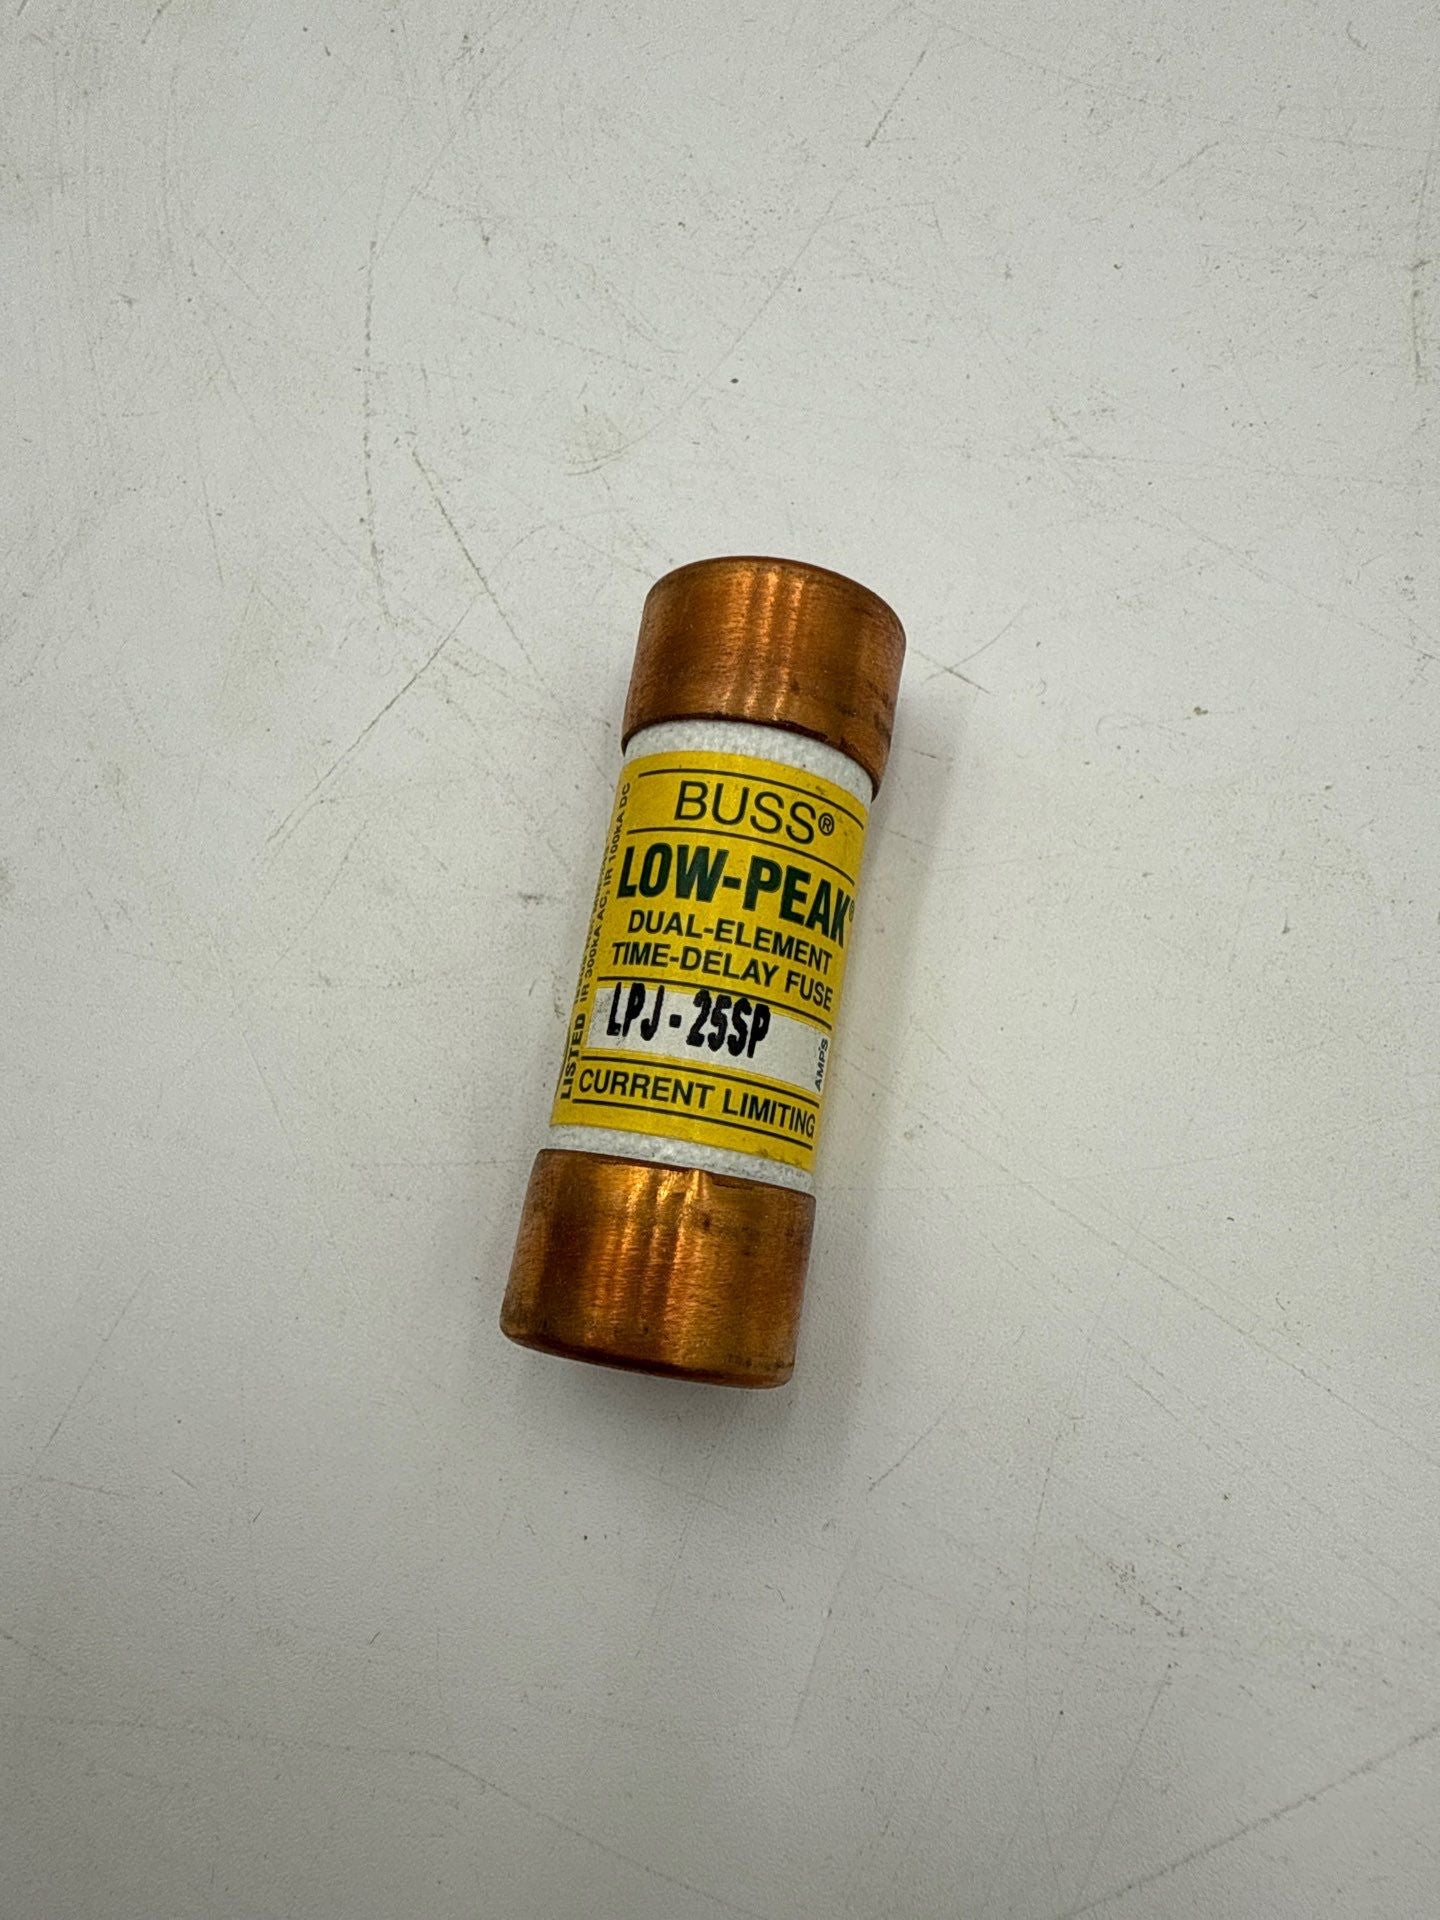 BUSS®
LOW-PEAK®
DUAL-ELEMENT
TIME-DELAY FUSE
LPJ-25SP
AMPS
CURRENT LIMITING
LISTED
IR 300kA AC, IR 100kA DC